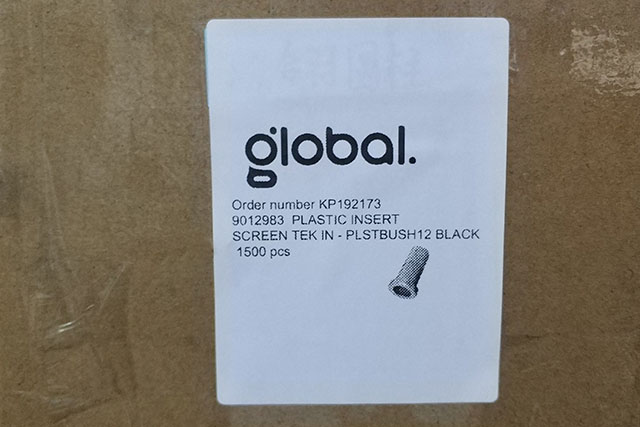 global.
Order number KP192173
9012983 PLASTIC INSERT
SCREEN TEK IN - PLSTBUSH12 BLACK
1500 pcs